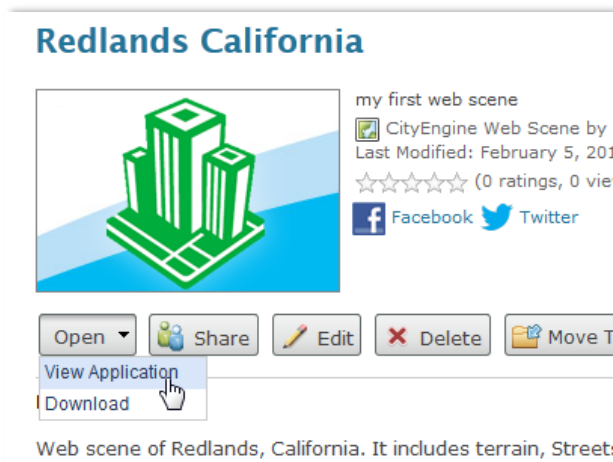 Redlands California
my first web scene
CityEngine Web Scene by
Last Modified: February 5, 201
(0 ratings, 0 vie
Facebook Twitter
Open Share Edit Delete Move T
View Application
Download
Web scene of Redlands, California. It includes terrain, Streets